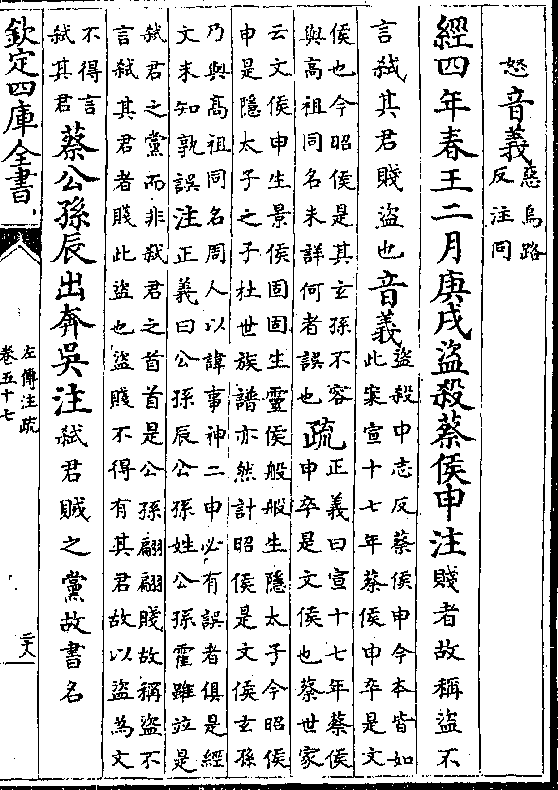 怒音義惡烏路
反注同
經四年春王二月庚戌盜殺蔡侯申注賤者故稱盜不
言弒其君賤盜也音義盜殺申志反蔡侯申今本皆如
此案宣十七年蔡侯申卒是文
侯也今昭侯是其玄孫不容
與高祖同名未詳何者誤也疏正義曰宣十七年蔡侯
申卒是文侯也蔡世家
云文侯申生景侯固固生靈侯般般生隱太子今昭侯
申是隱太子之子杜世族譜亦然計昭侯是文侯玄孫
乃與高祖同名周人以諱事神二申必有誤者俱是經
文未知孰誤注正義曰公孫辰公孫姓公孫霍雖竝是
弒君之黨而非弒君之首首是公孫翩翩賤故稱盜不
言弒其君者賤此盜也盜賤不得有其君故以盜為文
不得言
弒其君蔡公孫辰出奔吳注弒君賊之黨故書名
欽定四庫全書
左傳注疏
卷五十七